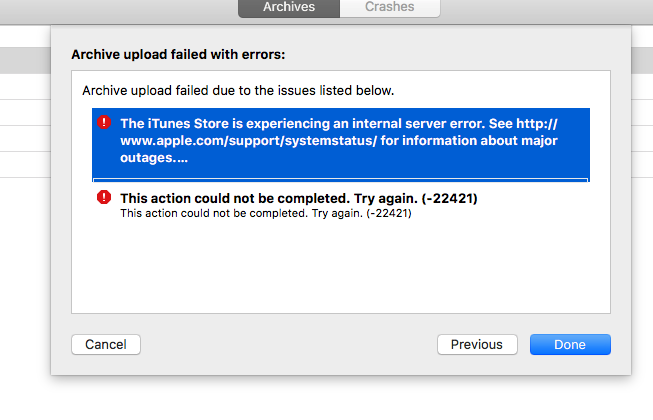 Archives Crashes
Archive upload failed with errors:
Archive upload failed due to the issues listed below.
The iTunes Store is experiencing an internal server error. See http://
www.apple.com/support/systemstatus/ for information about major
outages....
This action could not be completed. Try again. (-22421)
This action could not be completed. Try again. (-22421)
Cancel Previous Done